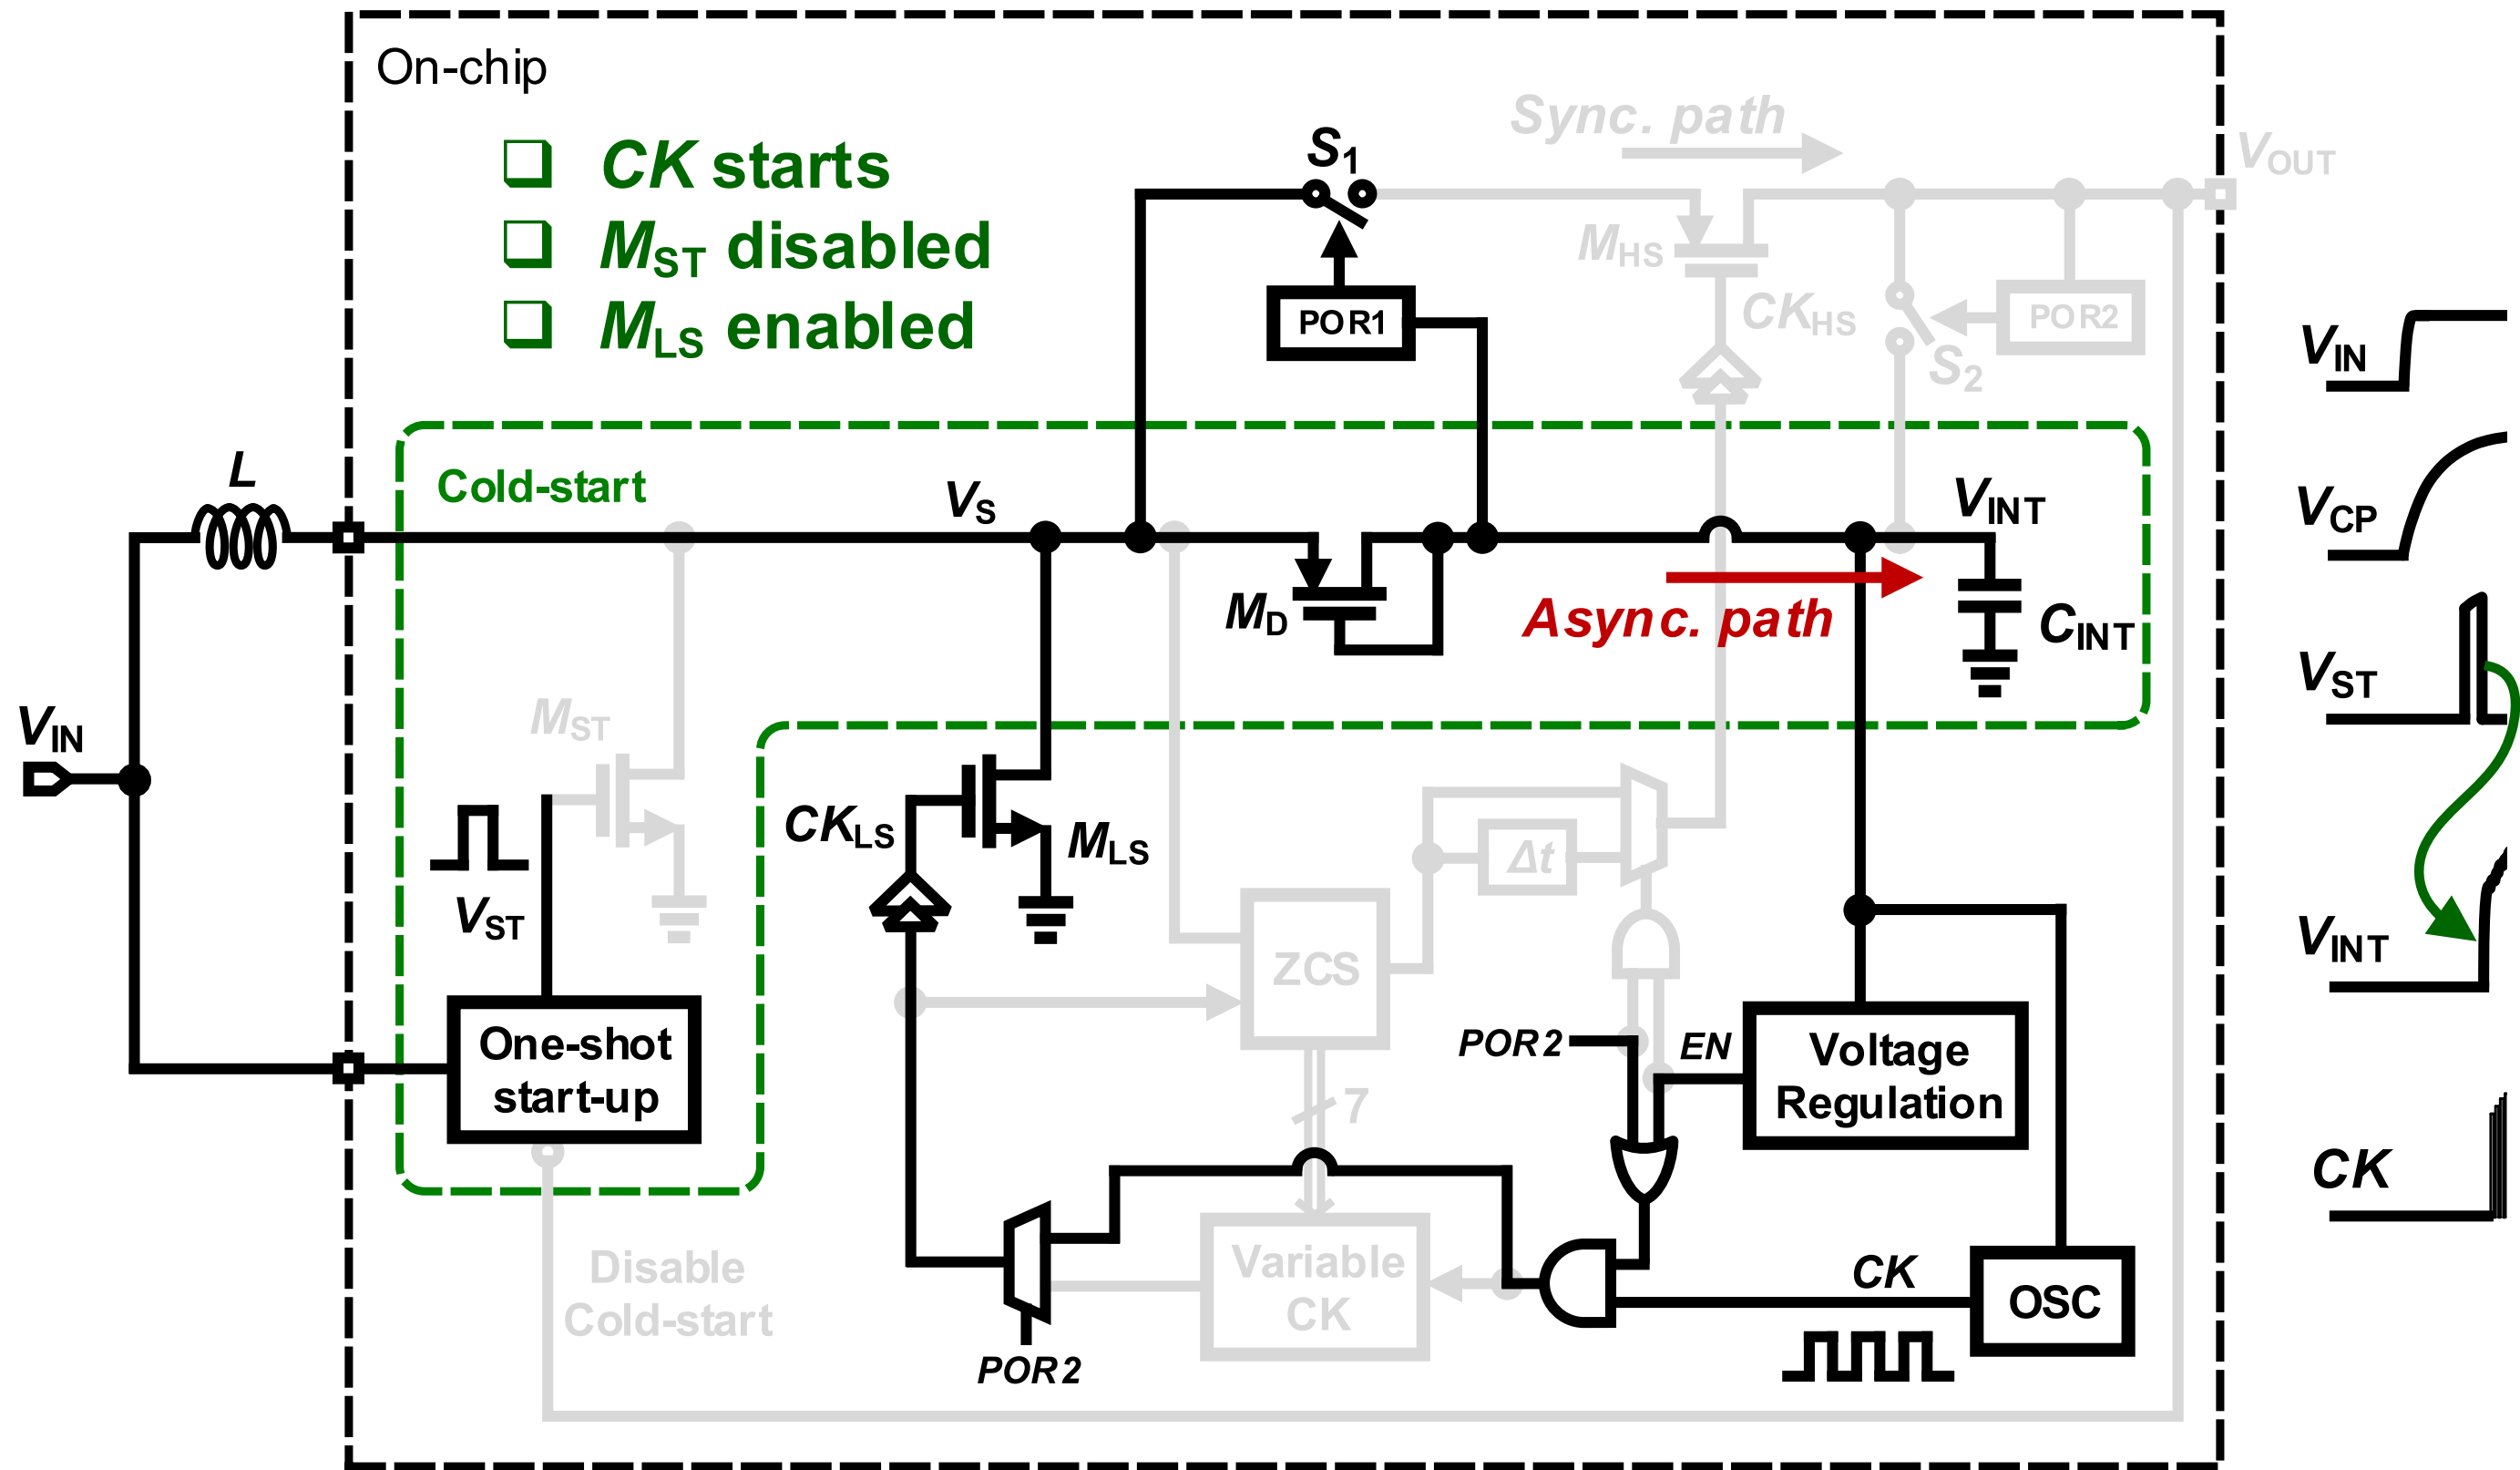 On-chip
CK starts
MST disabled
MLS enabled
S1
Sync. path
VOUT
MHS
CKHS
POR1
POR2
S2
VIN
L
Cold-start
VS
VINT
VCP
MD
Async. path
CINT
VST
MST
VIN
CKLS
MLS
Δt
VST
ZCS
VINT
One-shot
start-up
POR2
EN
Voltage
Regulation
7
CK
Disable
Cold-start
Variable
CK
CK
OSC
POR2